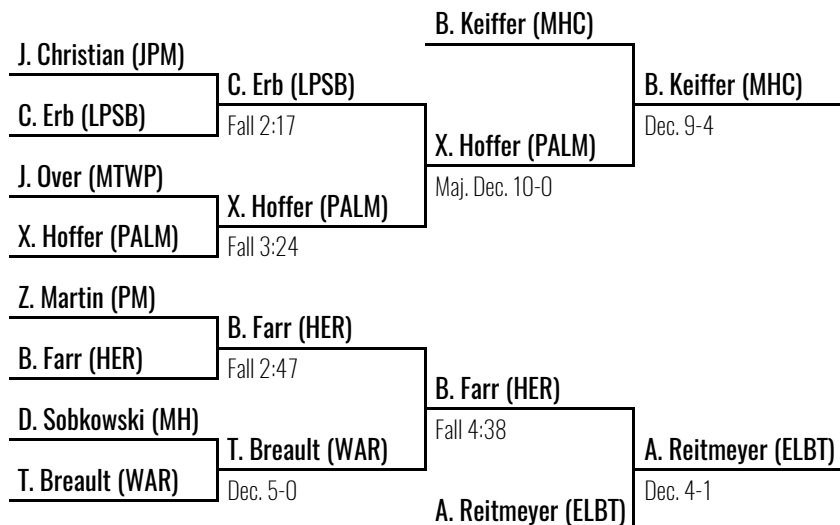 B. Keiffer (MHC)
J. Christian (JPM)
C. Erb (LPSB)
B. Keiffer (MHC)
C. Erb (LPSB)
Fall 2:17
Dec. 9-4
X. Hoffer (PALM)
J. Over (MTWP)
Maj. Dec. 10-0
X. Hoffer (PALM)
X. Hoffer (PALM)
Fall 3:24
Z. Martin (PM)
B. Farr (HER)
B. Farr (HER)
Fall 2:47
B. Farr (HER)
D. Sobkowski (MH)
Fall 4:38
T. Breault (WAR)
A. Reitmeyer (ELBT)
T. Breault (WAR)
Dec. 5-0
Dec. 4-1
A. Reitmeyer (ELBT)